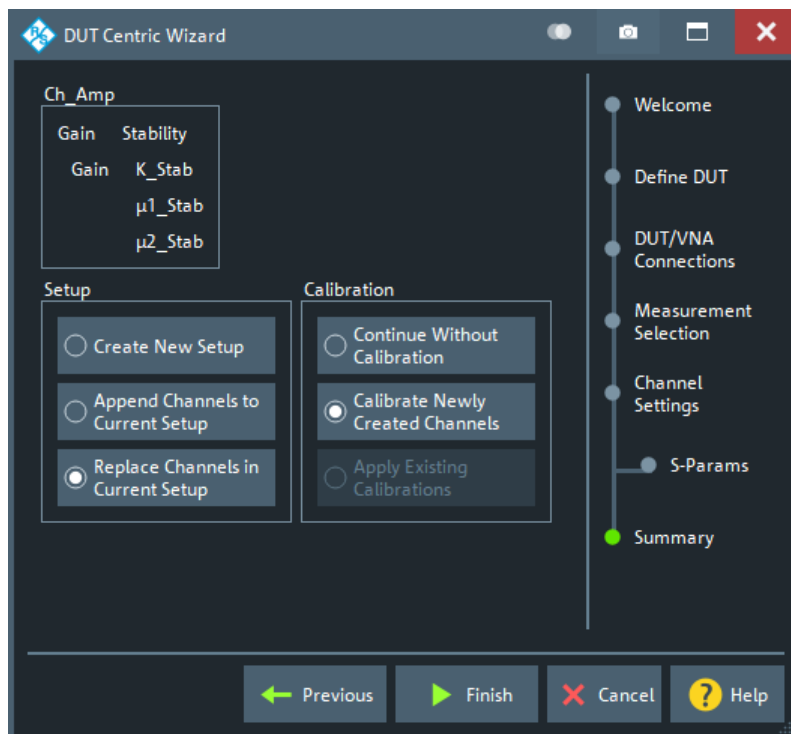 DUT Centric Wizard
Ch_Amp
Gain Stability
Gain K_Stab
µ1_Stab
µ2_Stab
Setup
Create New Setup
Append Channels to
Current Setup
Replace Channels in
Current Setup
Calibration
Continue Without
Calibration
Calibrate Newly
Created Channels
Apply Existing
Calibrations
Welcome
Define DUT
DUT/VNA
Connections
Measurement
Selection
Channel
Settings
S-Params
Summary
Previous
Finish
Cancel
? Help